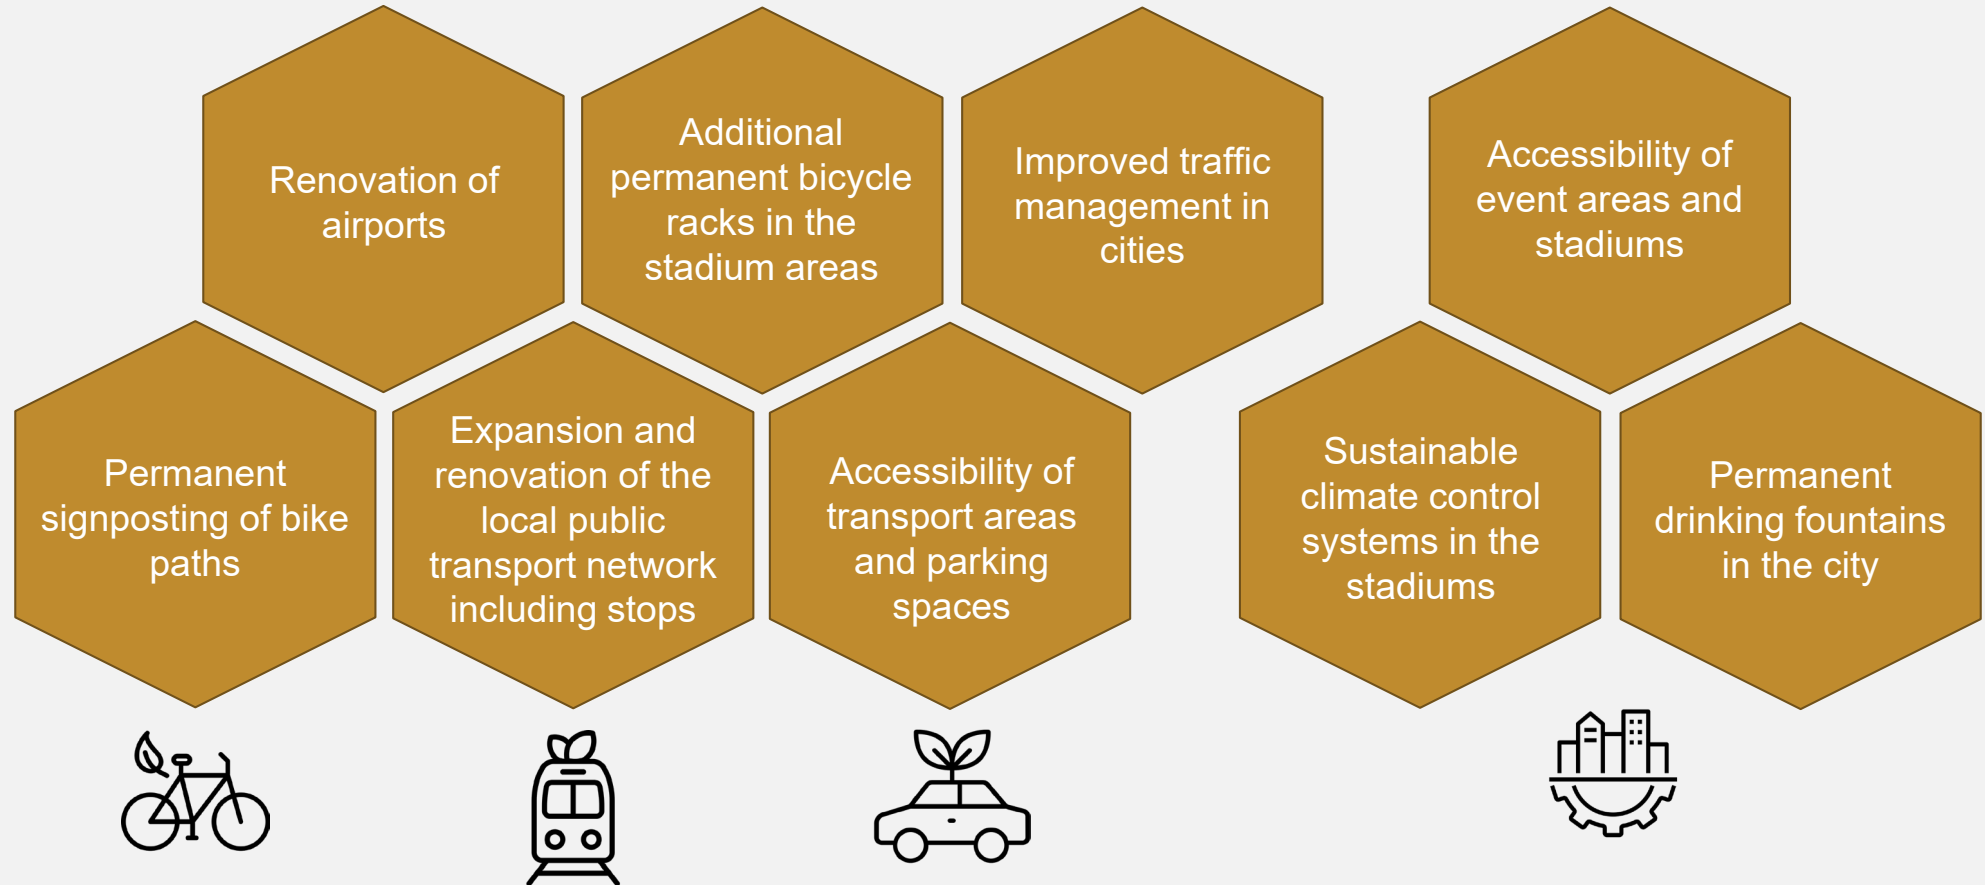 Renovation of
airports
Additional
permanent bicycle
racks in the
stadium areas
Improved traffic
management in
cities
Accessibility of
event areas and
stadiums
Permanent
signposting of bike
paths
Expansion and
renovation of the
local public
transport network
including stops
Accessibility of
transport areas
and parking
spaces
Sustainable
climate control
systems in the
stadiums
Permanent
drinking fountains
in the city